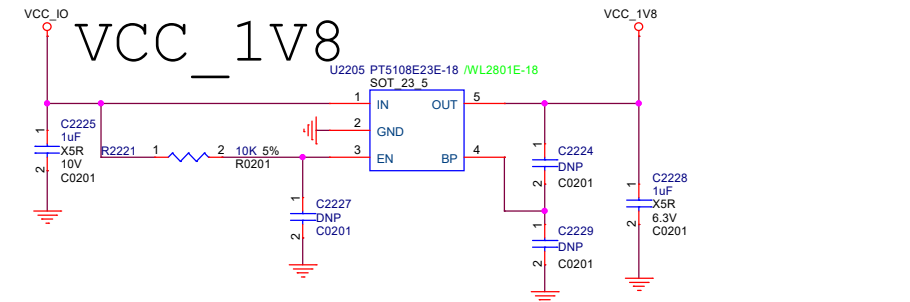 VCC_IO
VCC_1V8
VCC_1V8
U2205 PT5108E23E-18 /WL2801E-18
SOT_23_5
1 IN OUT 5
2 GND
3 EN BP 4
1 C2225
1uF
X5R
10V
2 C0201
R2221 1 2 10K 5%
R0201
1 C2227
DNP
2 C0201
1 C2224
DNP
2 C0201
1 C2229
DNP
2 C0201
1 C2228
1uF
X5R
2 6.3V
C0201